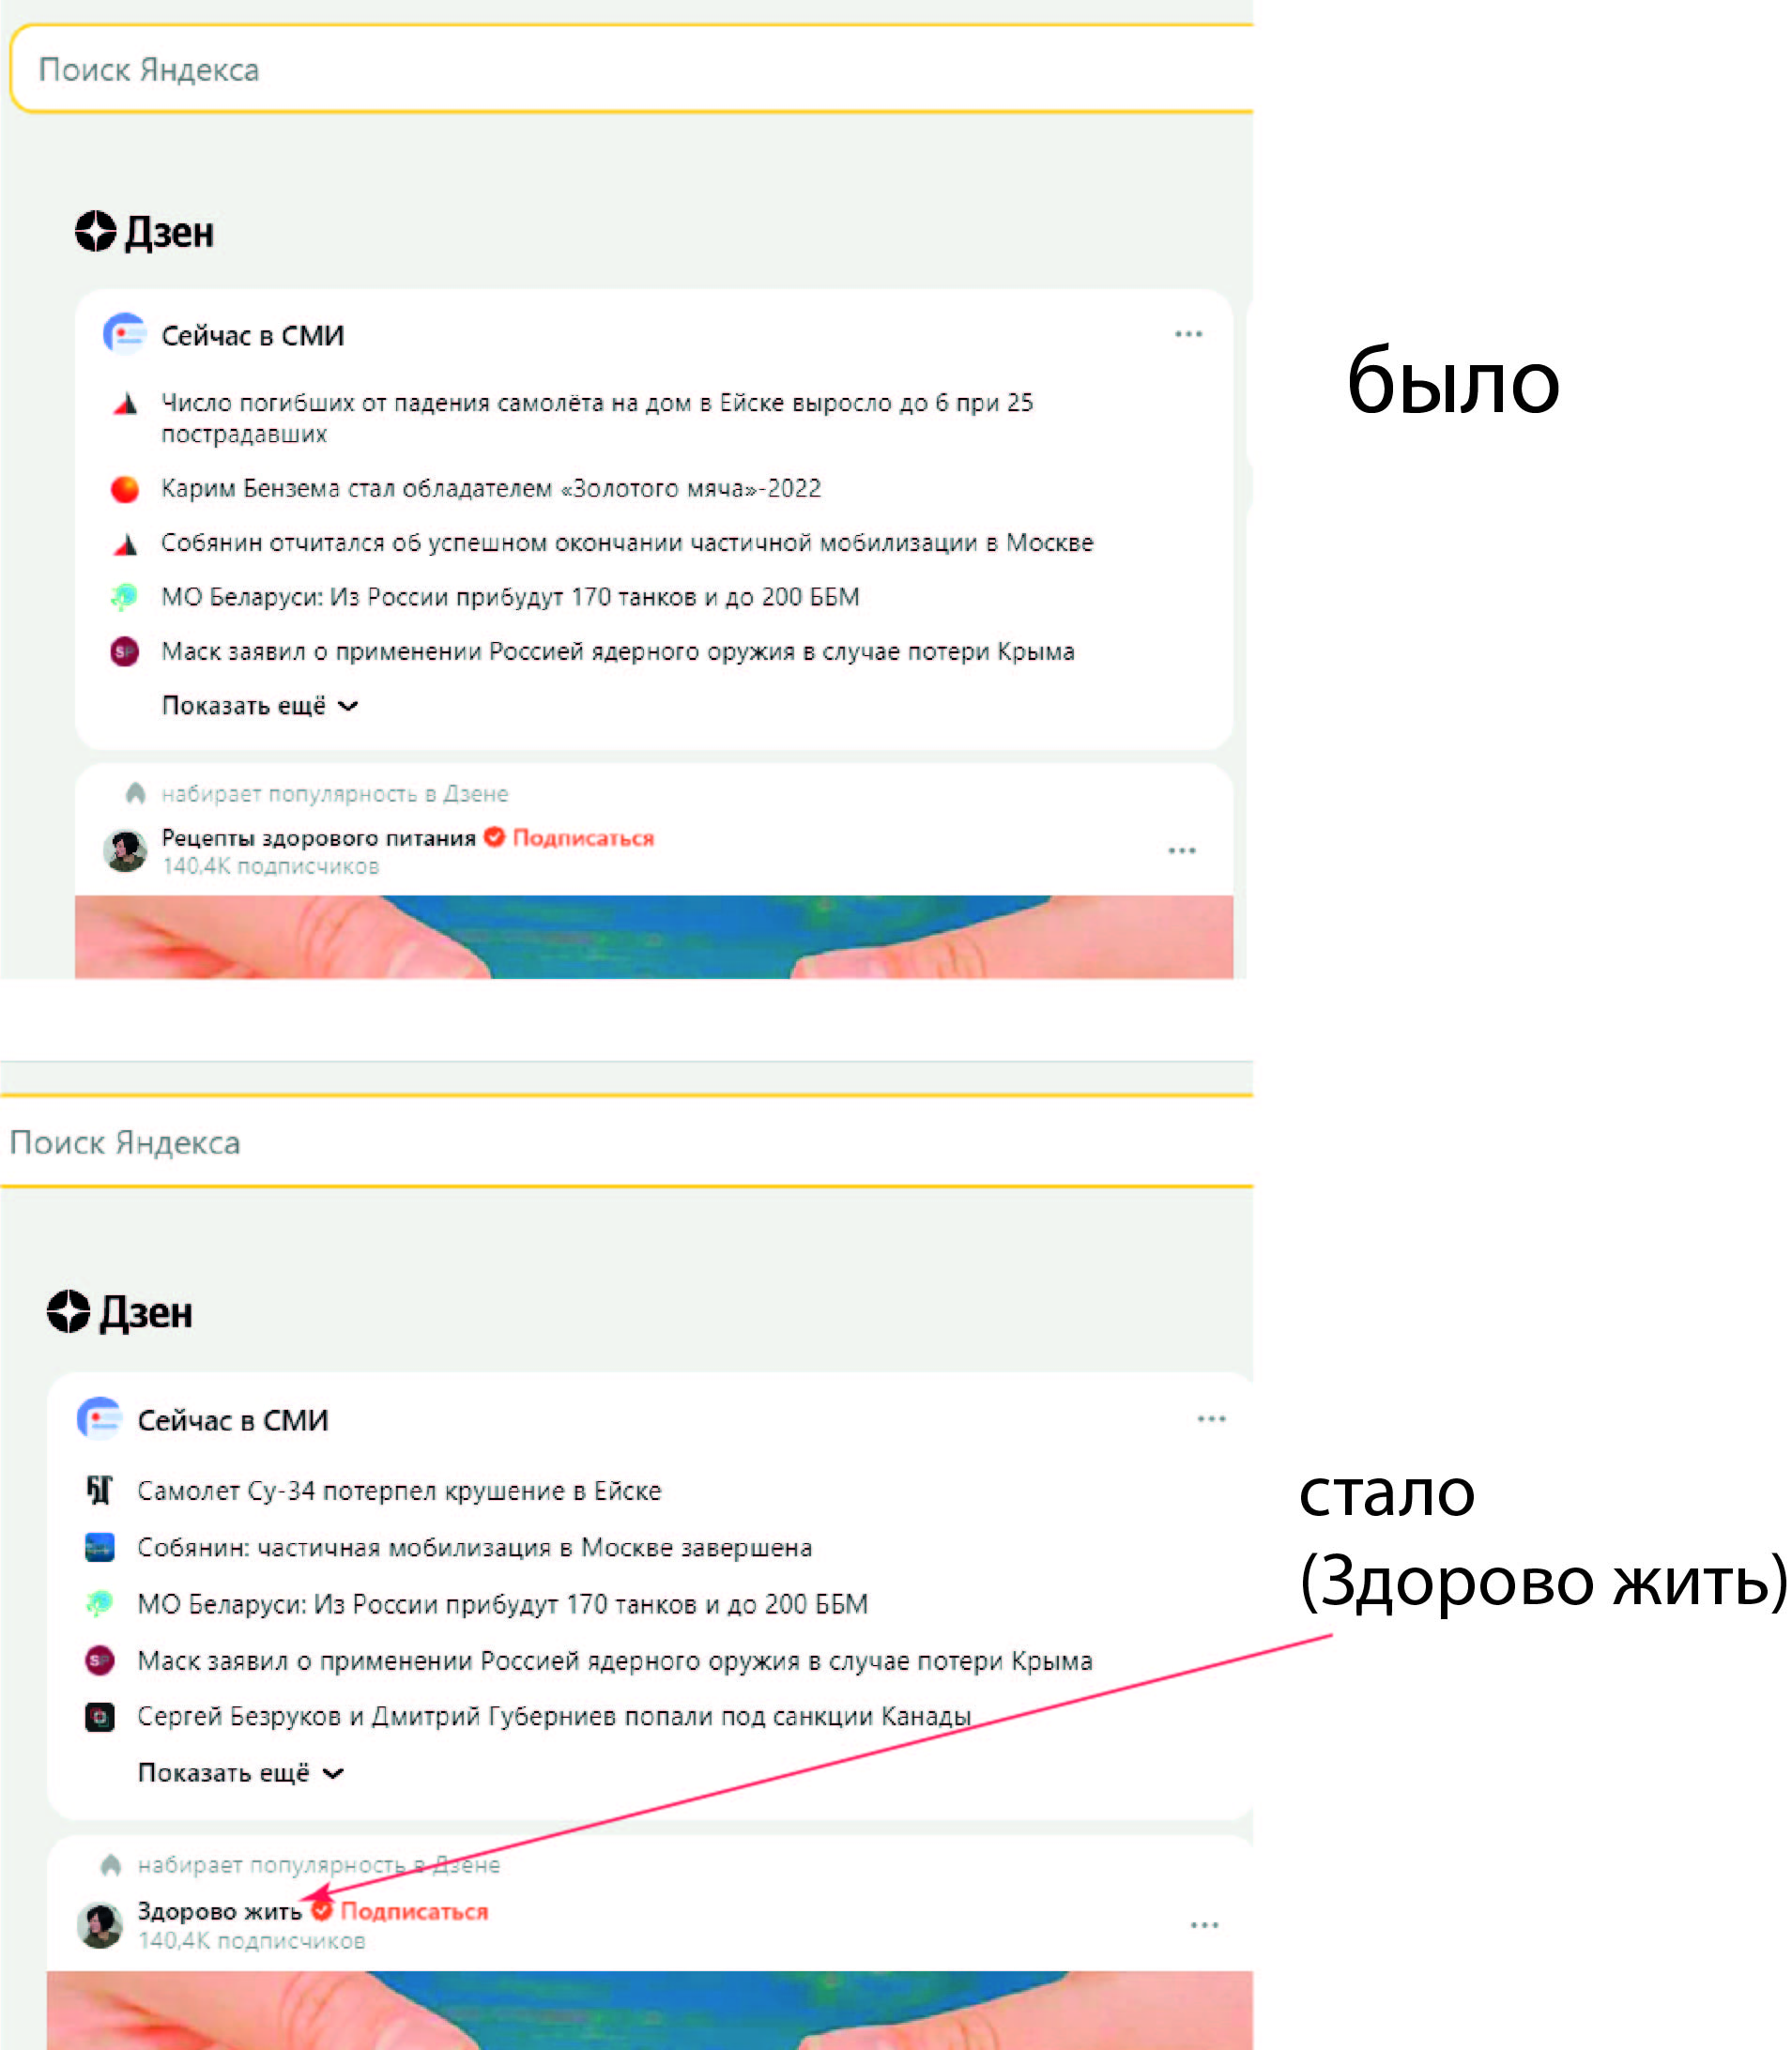 Поиск Яндекса
Дзен
Сейчас в СМИ
Число погибших от падения самолёта на дом в Ейске выросло до 6 при 25
пострадавших
Карим Бензема стал обладателем «Золотого мяча»-2022
Собянин отчитался об успешном окончании частичной мобилизации в Москве
МО Беларуси: Из России прибудут 170 танков и до 200 ББМ
SP Маск заявил о применении Россией ядерного оружия в случае потери Крыма
Показать ещё
набирает популярность в Дзене
Рецепты здорового питания Подписаться
140,4К подписчиков
было
Поиск Яндекса
Дзен
Сейчас в СМИ
БГ Самолет Су-34 потерпел крушение в Ейске
Собянин: частичная мобилизация в Москве завершена
МО Беларуси: Из России прибудут 170 танков и до 200 ББМ
SP Маск заявил о применении Россией ядерного оружия в случае потери Крыма
Сергей Безруков и Дмитрий Губерниев попали под санкции Канады
Показать ещё
набирает популярность в Дзене
Здорово жить Подписаться
140,4К подписчиков
стало
(Здорово жить)